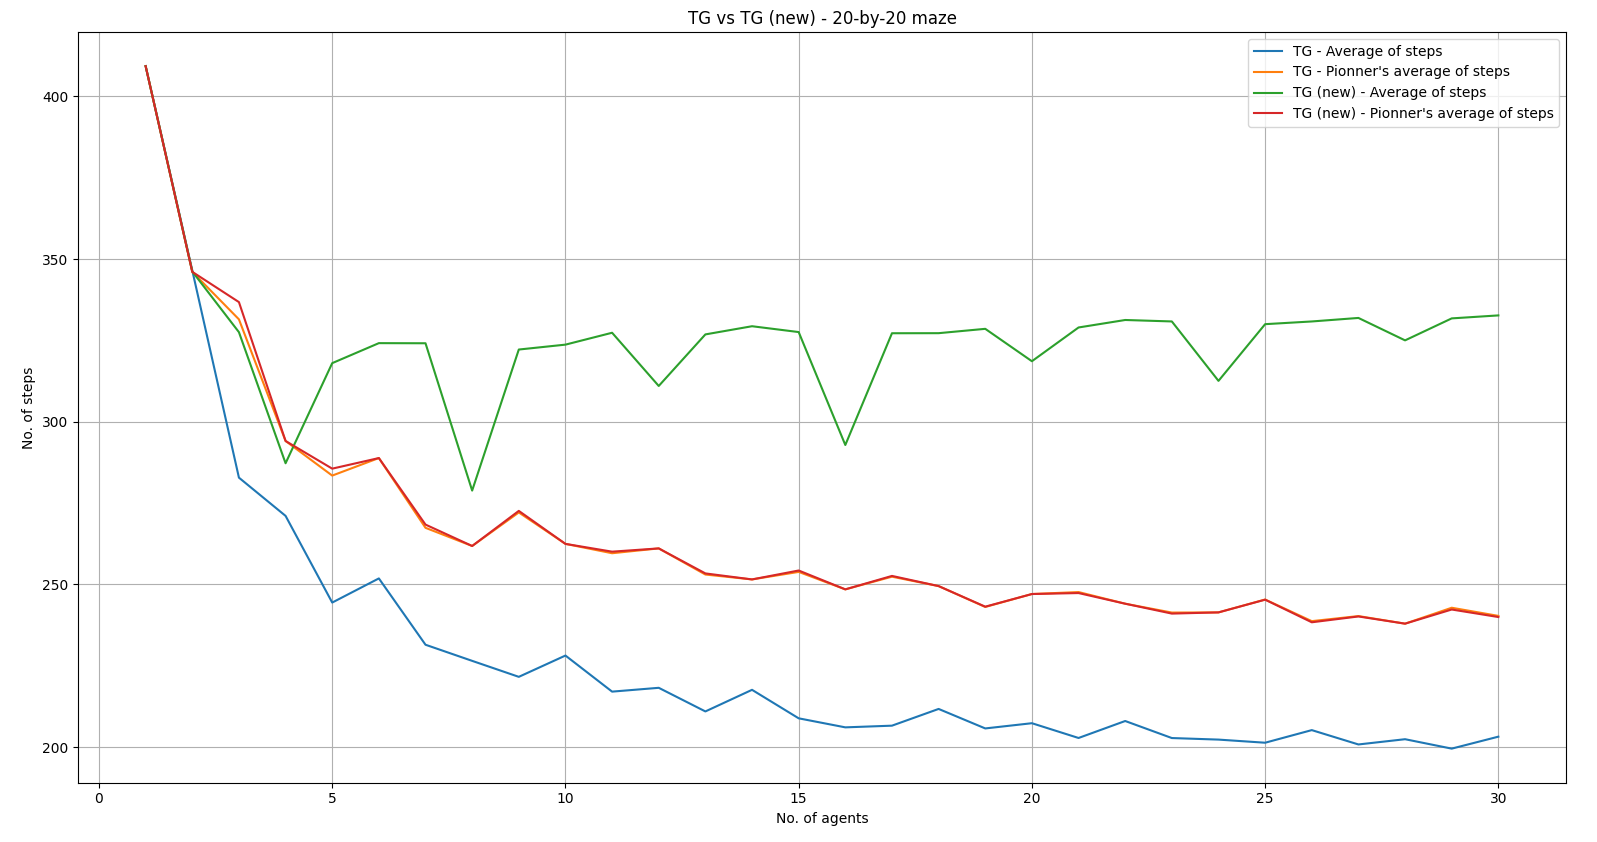 TG vs TG (new) - 20-by-20 maze
TG - Average of steps
TG - Pionner's average of steps
TG (new) - Average of steps
TG (new) - Pionner's average of steps
400
350
300
250
200
No. of steps
0 5 10 15 20 25 30
No. of agents